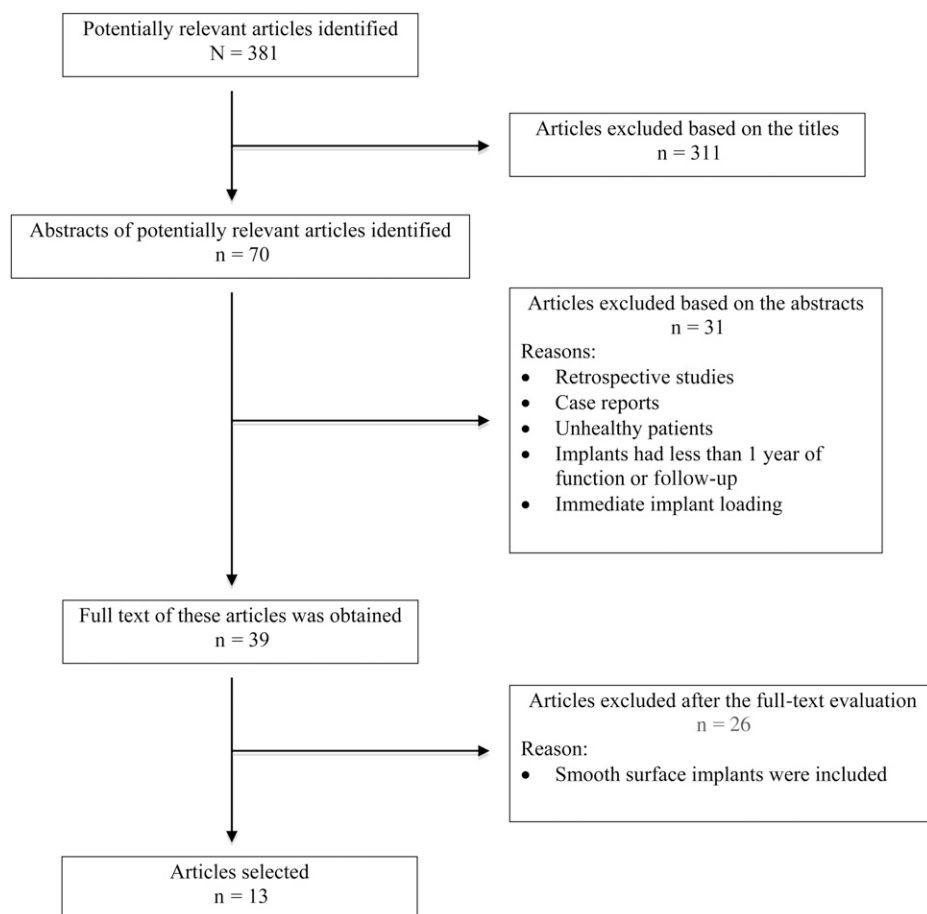 Potentially relevant articles identified
N = 381
Articles excluded based on the titles
n = 311
Abstracts of potentially relevant articles identified
n = 70
Articles excluded based on the abstracts
n = 31
Reasons:
• Retrospective studies
• Case reports
• Unhealthy patients
• Implants had less than 1 year of
function or follow-up
• Immediate implant loading
Full text of these articles was obtained
n = 39
Articles excluded after the full-text evaluation
n = 26
Reason:
• Smooth surface implants were included
Articles selected
n = 13